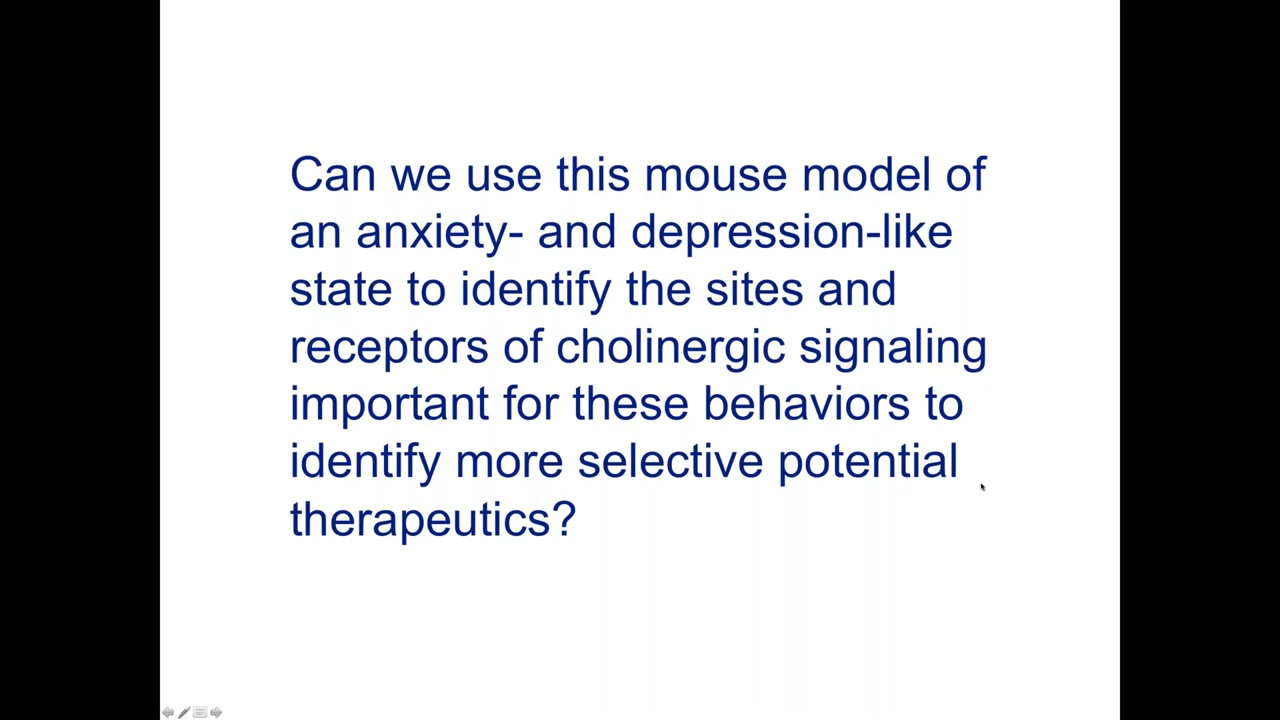 Can we use this mouse model of
an anxiety- and depression-like
state to identify the sites and
receptors of cholinergic signaling
important for these behaviors to
identify more selective potential
therapeutics?